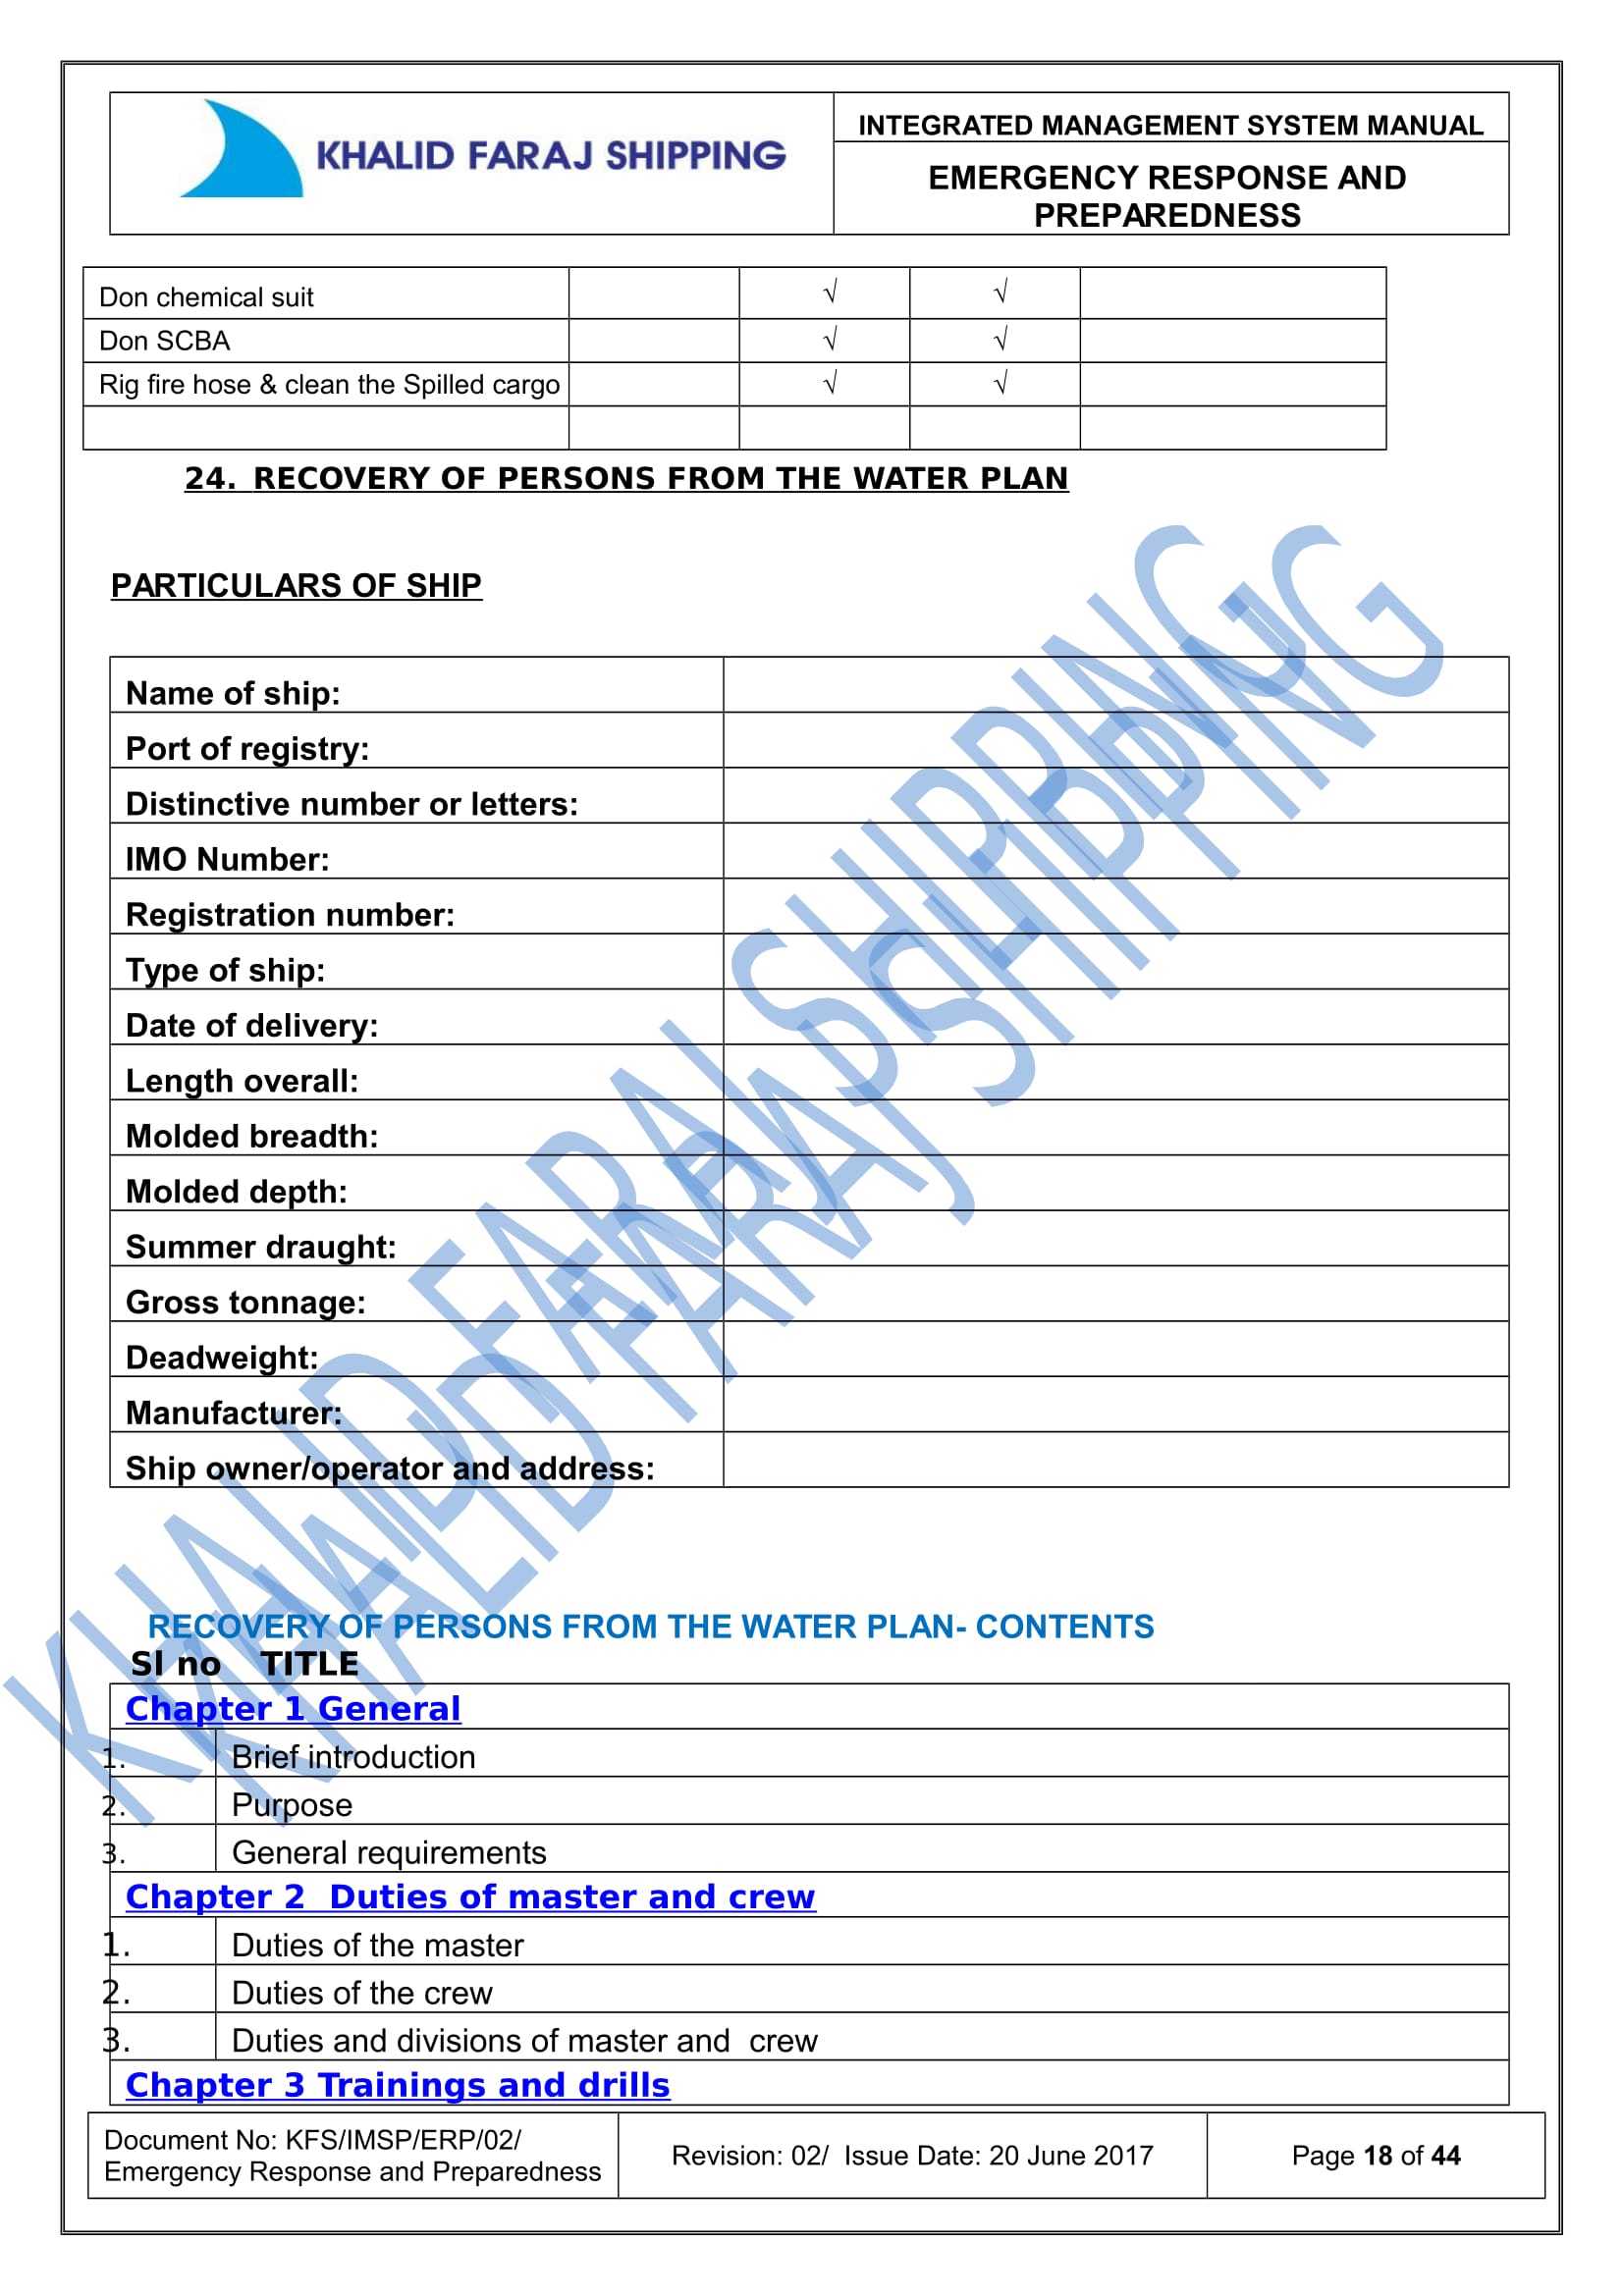 KHALID FARAJ SHIPPING
INTEGRATED MANAGEMENT SYSTEM MANUAL
EMERGENCY RESPONSE AND
PREPAREDNESS
Don chemical suit √ √
Don SCBA √ √
Rig fire hose & clean the Spilled cargo √ √
24. RECOVERY OF PERSONS FROM THE WATER PLAN
PARTICULARS OF SHIP
Name of ship:
Port of registry:
Distinctive number or letters:
IMO Number:
Registration number:
Type of ship:
Date of delivery:
Length overall:
Molded breadth:
Molded depth:
Summer draught:
Gross tonnage:
Deadweight:
Manufacturer:
Ship owner/operator and address:
KHALID FARAJ SHIPPING
KHALID FARAJ SHIPPING
RECOVERY OF PERSONS FROM THE WATER PLAN- CONTENTS
Sl no TITLE
Chapter 1 General
1. Brief introduction
2. Purpose
3. General requirements
Chapter 2 Duties of master and crew
1. Duties of the master
2. Duties of the crew
3. Duties and divisions of master and crew
Chapter 3 Trainings and drills
Document No: KFS/IMSP/ERP/02/
Emergency Response and Preparedness
Revision: 02/ Issue Date: 20 June 2017
Page 18 of 44